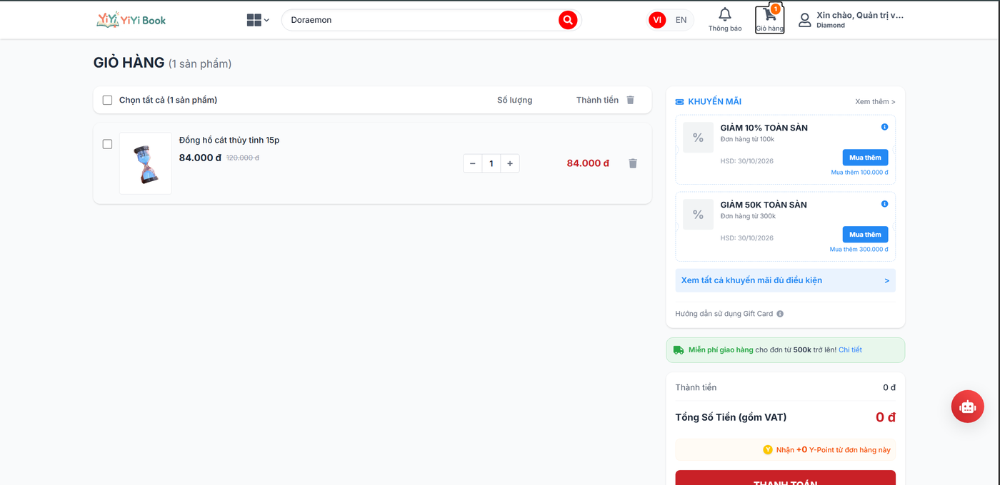 YiYi YiYi Book
Doraemon
VI EN
Thông báo
1
Giỏ hàng
Xin chào, Quản trị v...
Diamond
GIỎ HÀNG (1 sản phẩm)
Chọn tất cả (1 sản phẩm) Số lượng Thành tiền
Đồng hồ cát thủy tinh 15p
84.000 đ 120.000 đ
− 1 +
84.000 đ
KHUYẾN MÃI Xem thêm >
%
GIẢM 10% TOÀN SÀN
Đơn hàng từ 100k
HSD: 30/10/2026
Mua thêm
Mua thêm 100.000 đ
%
GIẢM 50K TOÀN SÀN
Đơn hàng từ 300k
HSD: 30/10/2026
Mua thêm
Mua thêm 300.000 đ
Xem tất cả khuyến mãi đủ điều kiện >
Hướng dẫn sử dụng Gift Card
Miễn phí giao hàng cho đơn từ 500k trở lên! Chi tiết
Thành tiền 0 đ
Tổng Số Tiền (gồm VAT) 0 đ
Y Nhận +0 Y-Point từ đơn hàng này
THANH TOÁN